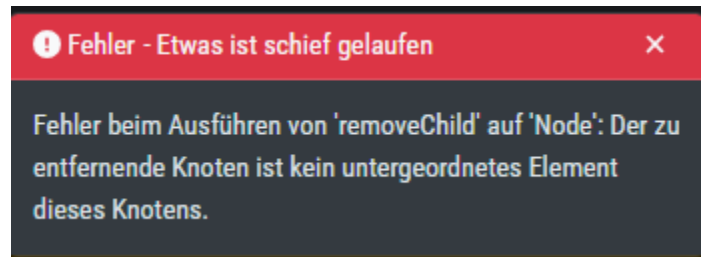 Fehler - Etwas ist schief gelaufen
Fehler beim Ausführen von 'removeChild' auf 'Node': Der zu
entfernende Knoten ist kein untergeordnetes Element
dieses Knotens.